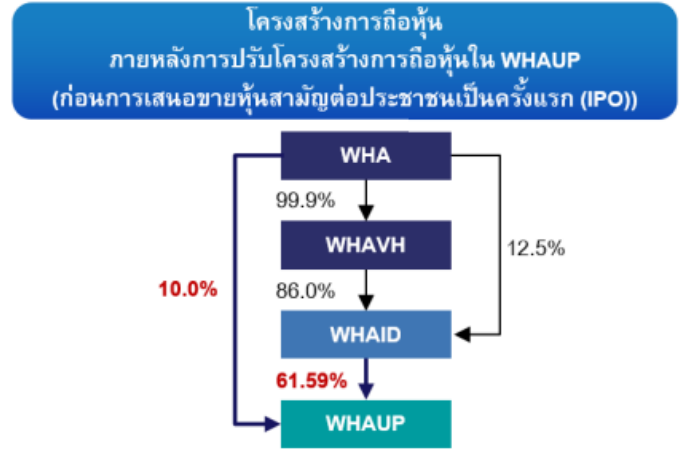 โครงสร้างการถือหุ้น
ภายหลังการปรับโครงสร้างการถือหุ้นใน WHAUP
(ก่อนการเสนอขายหุ้นสามัญต่อประชาชนเป็นครั้งแรก (IPO))
WHA
99.9%
WHAVH
12.5%
10.0%
86.0%
WHAID
61.59%
WHAUP